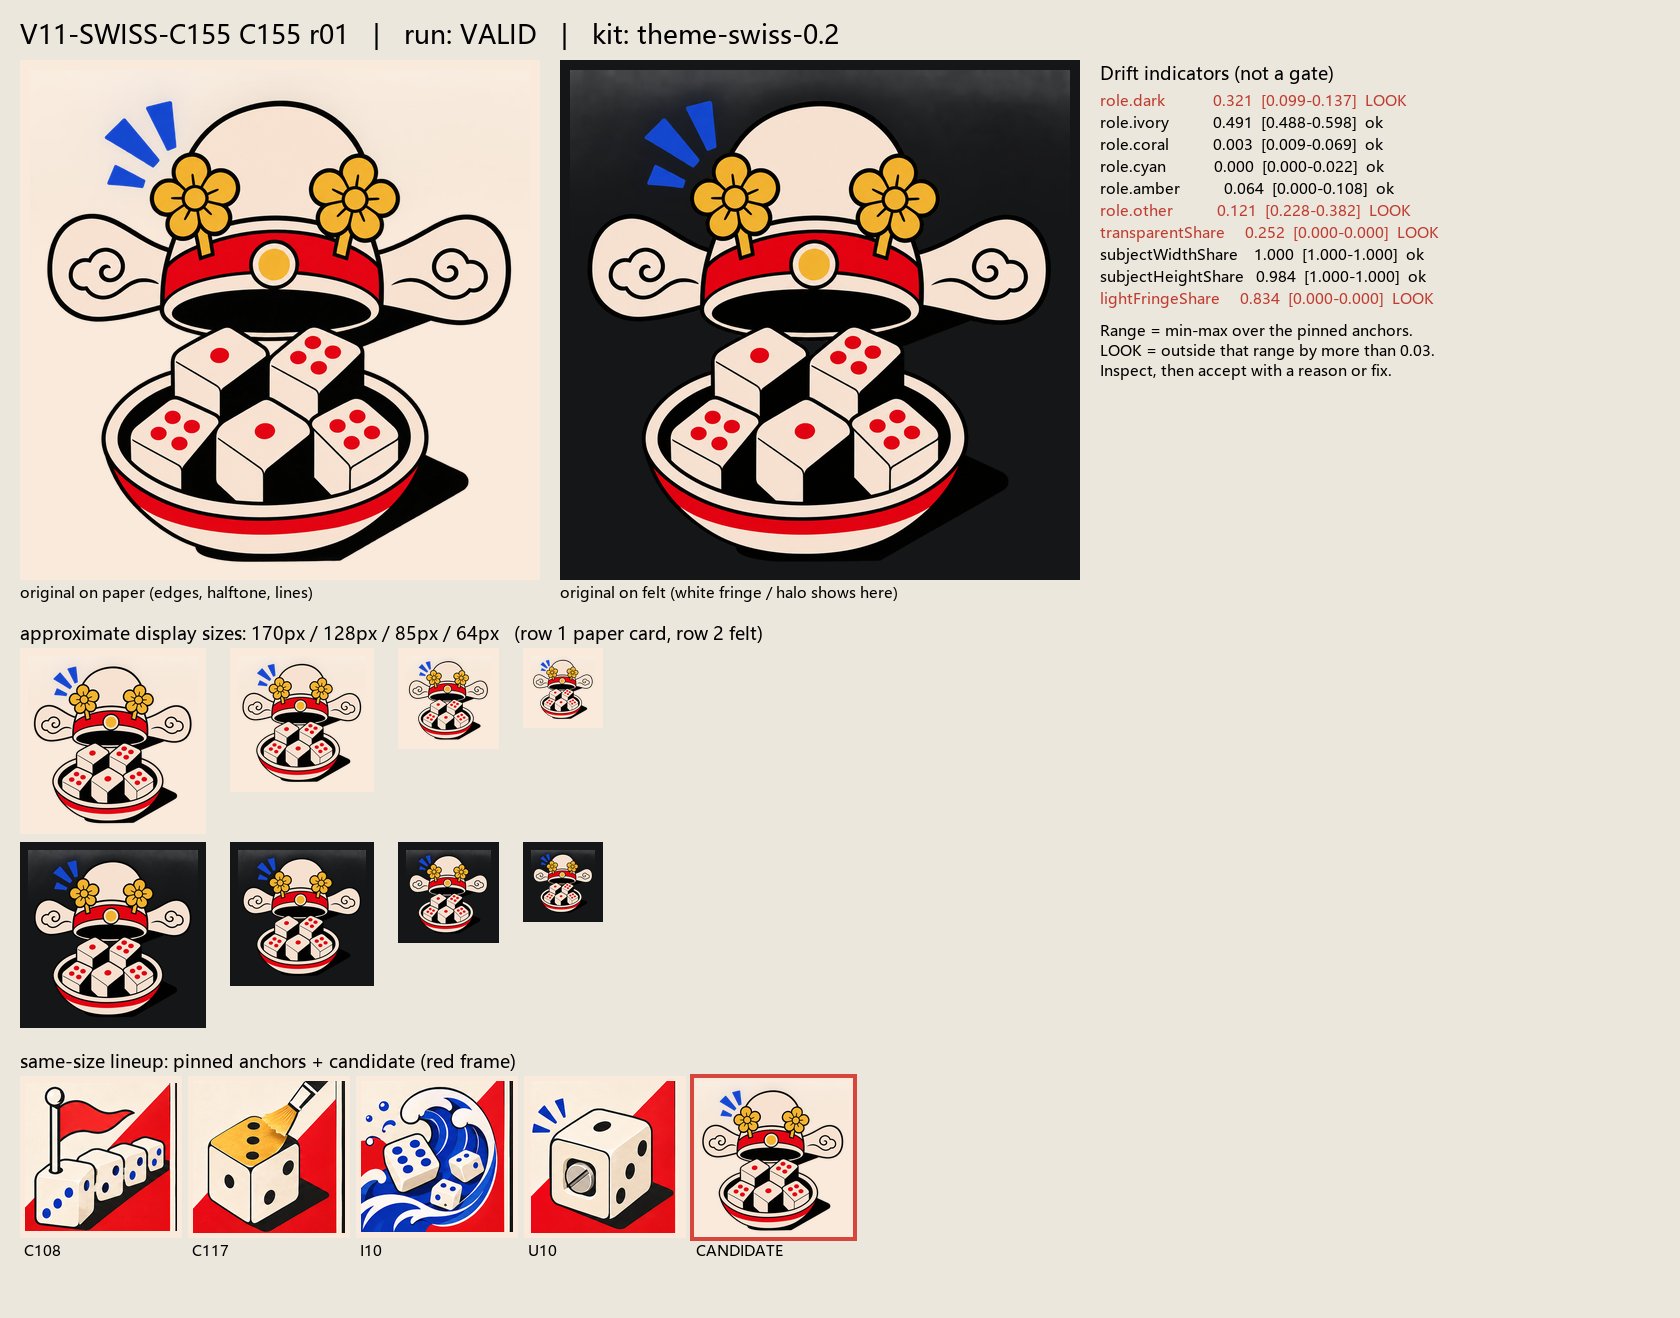 V11-SWISS-C155 C155 r01 | run: VALID | kit: theme-swiss-0.2
Drift indicators (not a gate)
role.dark 0.321 [0.099-0.137] LOOK
role.ivory 0.491 [0.488-0.598] ok
role.coral 0.003 [0.009-0.069] ok
role.cyan 0.000 [0.000-0.022] ok
role.amber 0.064 [0.000-0.108] ok
role.other 0.121 [0.228-0.382] LOOK
transparentShare 0.252 [0.000-0.000] LOOK
subjectWidthShare 1.000 [1.000-1.000] ok
subjectHeightShare 0.984 [1.000-1.000] ok
lightFringeShare 0.834 [0.000-0.000] LOOK
Range = min-max over the pinned anchors.
LOOK = outside that range by more than 0.03.
Inspect, then accept with a reason or fix.
original on paper (edges, halftone, lines)
original on felt (white fringe / halo shows here)
approximate display sizes: 170px / 128px / 85px / 64px (row 1 paper card, row 2 felt)
same-size lineup: pinned anchors + candidate (red frame)
C108
C117
I10
U10
CANDIDATE